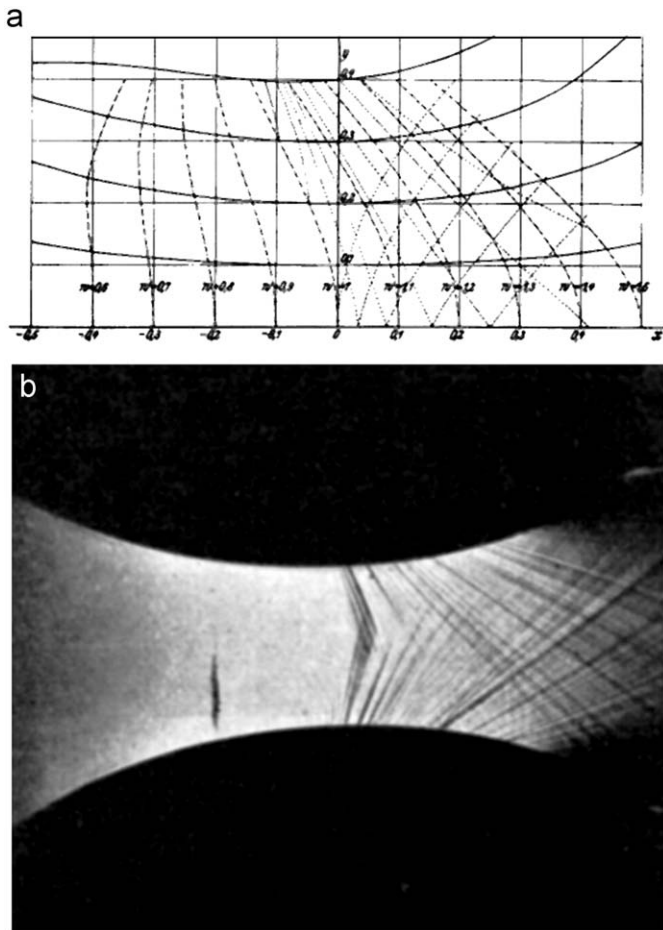 a
y
0,4
0,3
0,2
0,1
w=0,6 w=0,7 w=0,8 w=0,9 w=1 w=1,1 w=1,2 w=1,3 w=1,4 w=1,5
-0,5 -0,4 -0,3 -0,2 -0,1 0 0,1 0,2 0,3 0,4 x
b